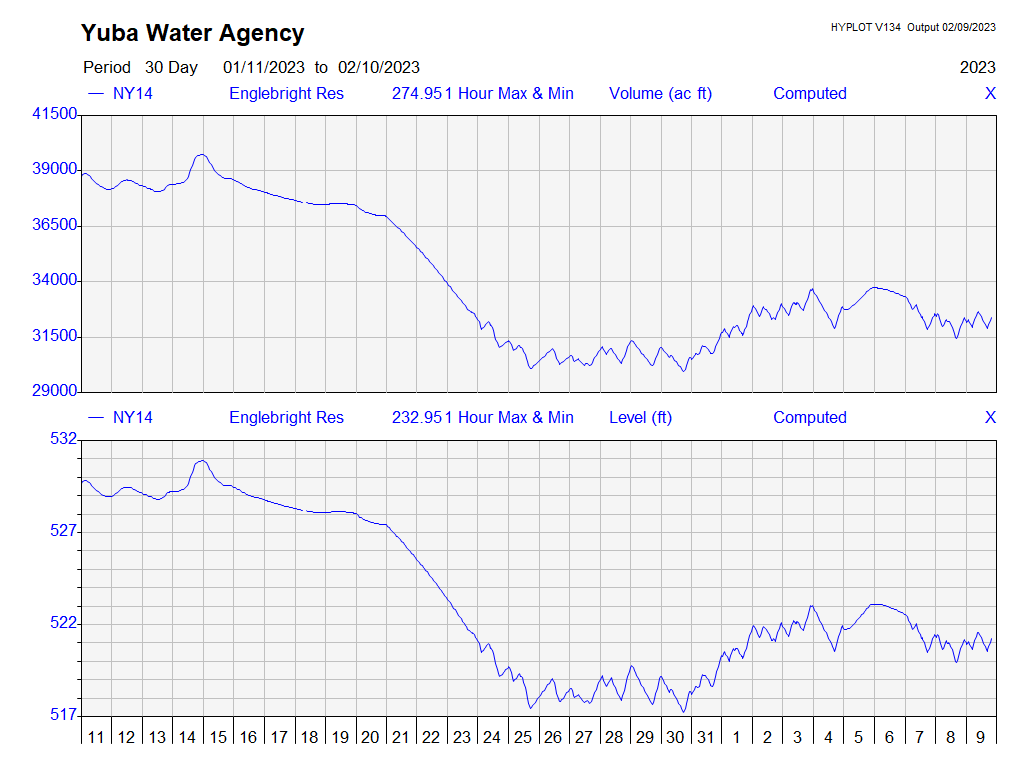 Yuba Water Agency
HYPLOT V134 Output 02/09/2023
Period 30 Day 01/11/2023 to 02/10/2023 2023
NY14 Englebright Res 274.951 Hour Max & Min Volume (ac ft) Computed X
41500
39000
36500
34000
31500
29000
NY14 Englebright Res 232.951 Hour Max & Min Level (ft) Computed X
532
527
522
517
11 12 13 14 15 16 17 18 19 20 21 22 23 24 25 26 27 28 29 30 31 1 2 3 4 5 6 7 8 9